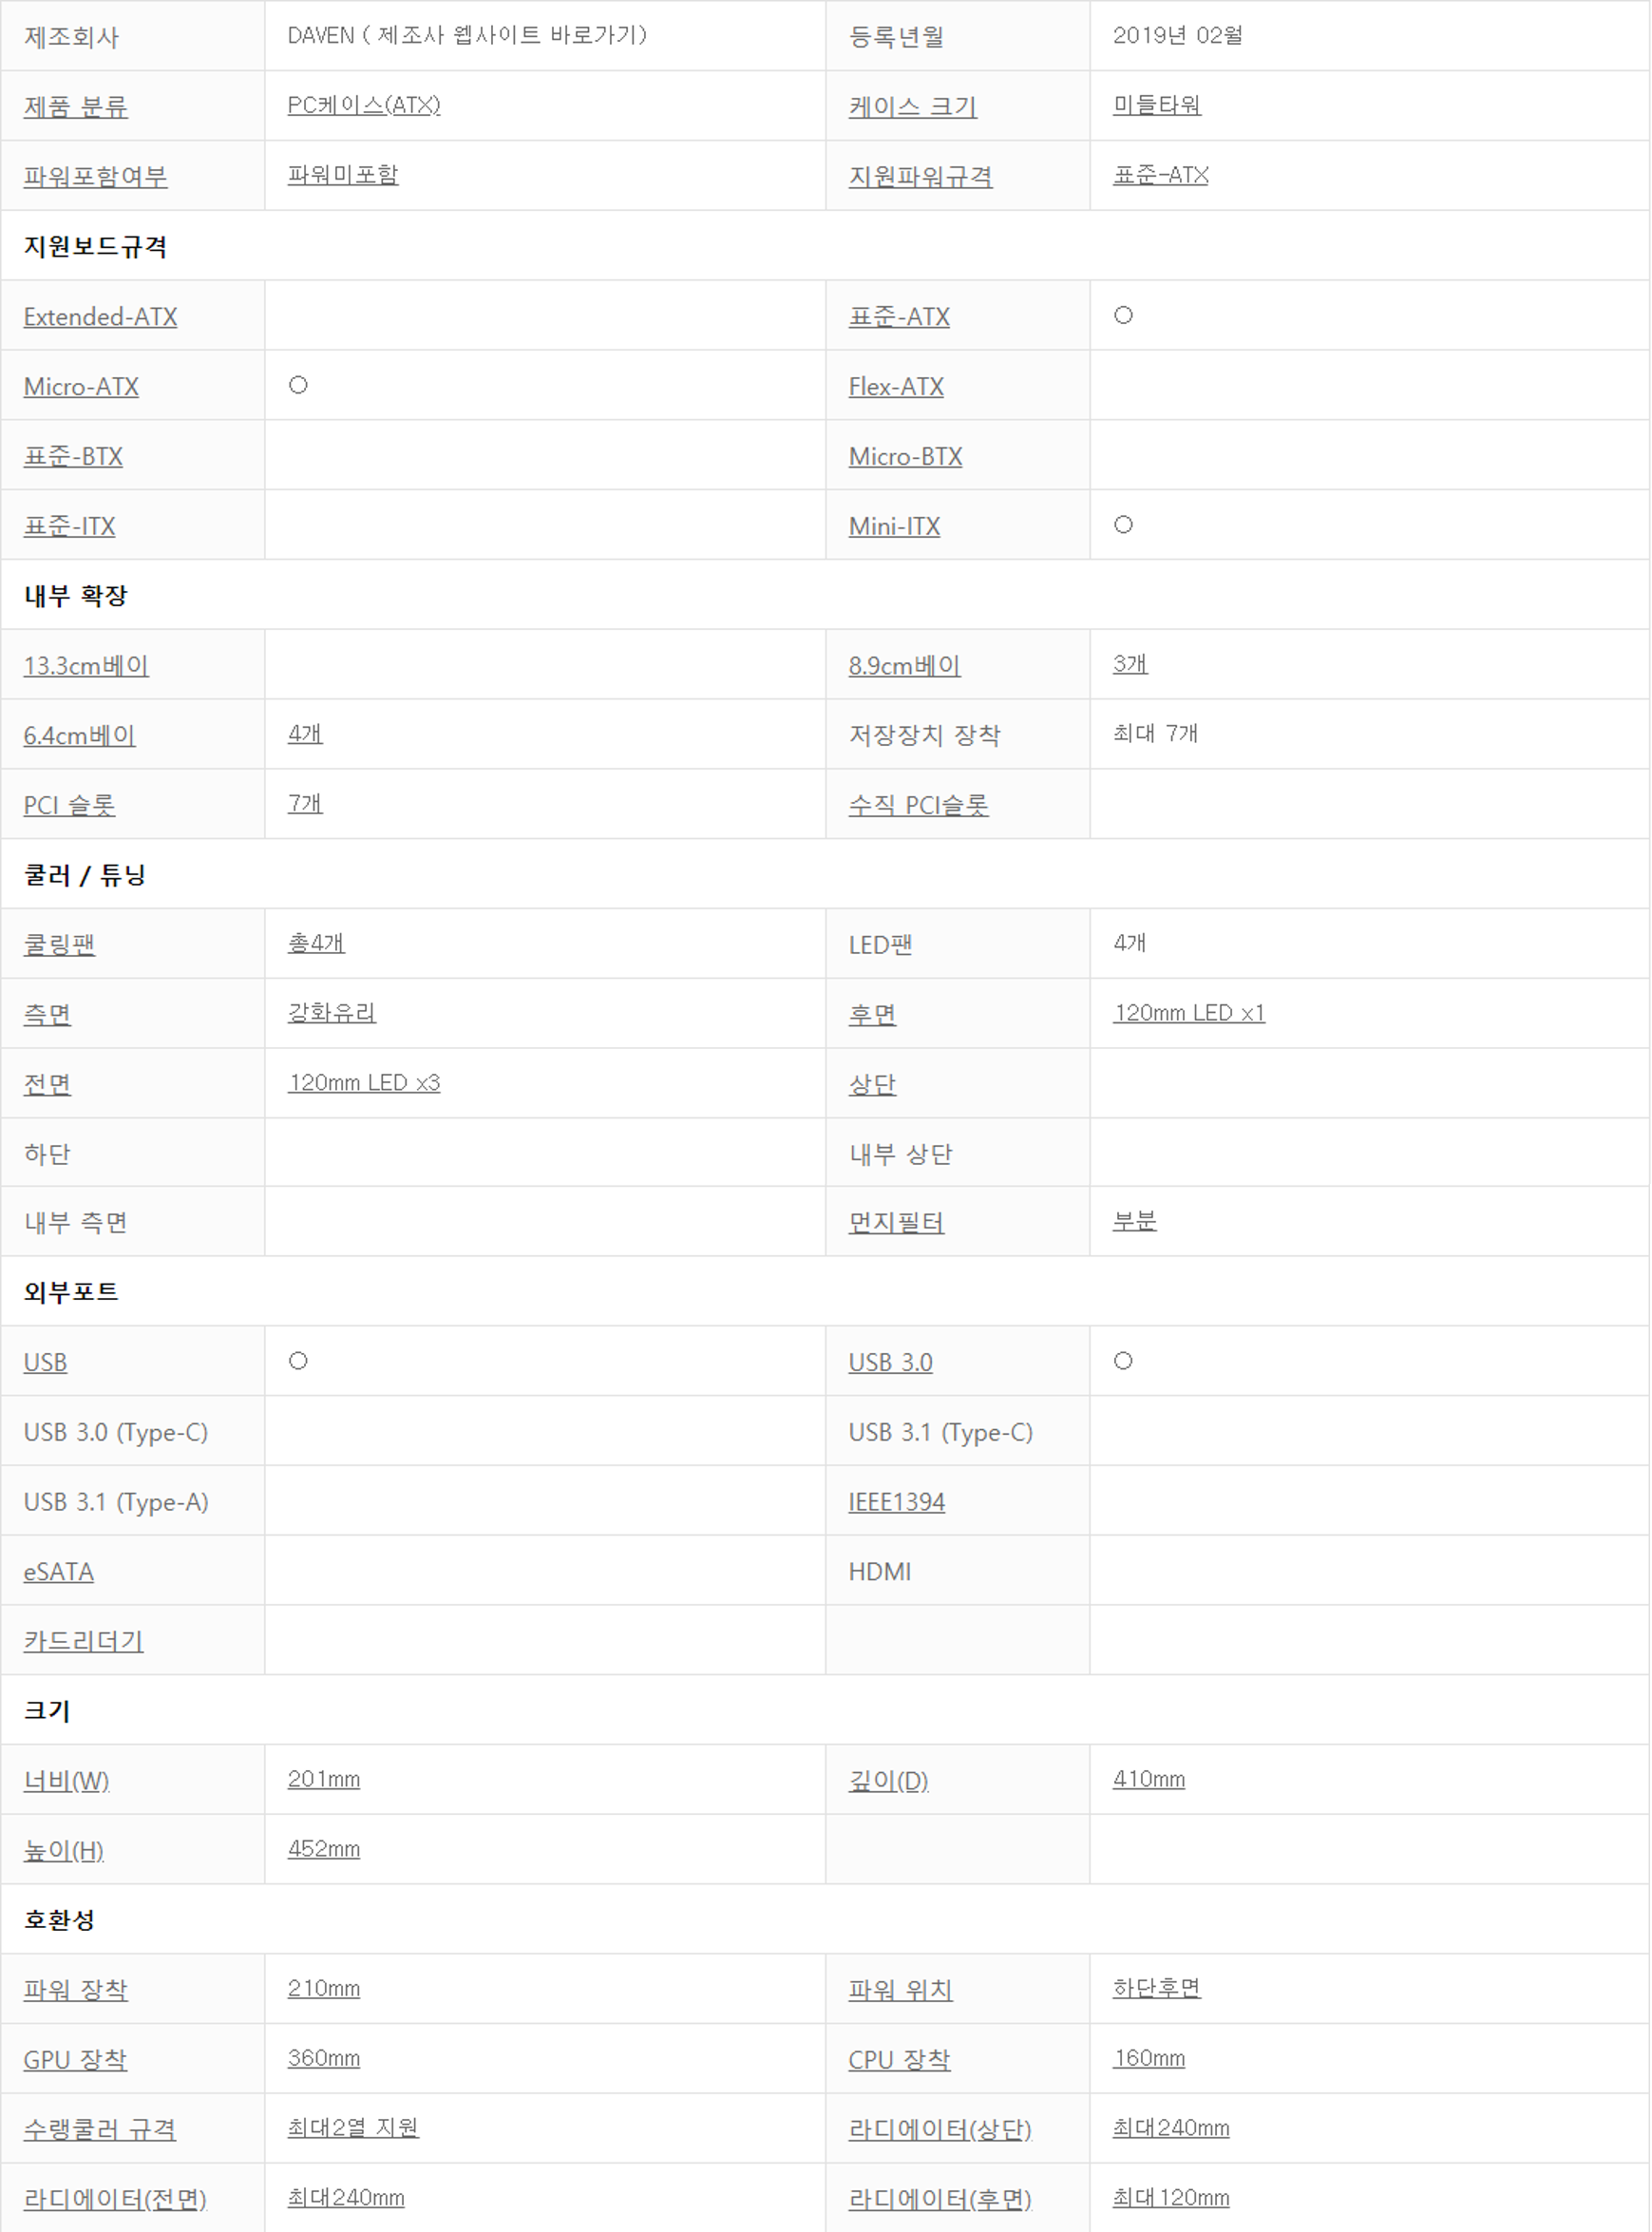 제조회사 DAVEN ( 제조사 웹사이트 바로가기) 등록년월 2019년 02월
제품 분류 PC케이스(ATX) 케이스 크기 미들타워
파워포함여부 파워미포함 지원파워규격 표준-ATX
지원보드규격
Extended-ATX 표준-ATX ○
Micro-ATX ○ Flex-ATX
표준-BTX Micro-BTX
표준-ITX Mini-ITX ○
내부 확장
13.3cm베이 8.9cm베이 3개
6.4cm베이 4개 저장장치 장착 최대 7개
PCI 슬롯 7개 수직 PCI슬롯
쿨러 / 튜닝
쿨링팬 총4개 LED팬 4개
측면 강화유리 후면 120mm LED x1
전면 120mm LED x3 상단
하단 내부 상단
내부 측면 먼지필터 부분
외부포트
USB ○ USB 3.0 ○
USB 3.0 (Type-C) USB 3.1 (Type-C)
USB 3.1 (Type-A) IEEE1394
eSATA HDMI
카드리더기
크기
너비(W) 201mm 깊이(D) 410mm
높이(H) 452mm
호환성
파워 장착 210mm 파워 위치 하단후면
GPU 장착 360mm CPU 장착 160mm
수랭쿨러 규격 최대2열 지원 라디에이터(상단) 최대240mm
라디에이터(전면) 최대240mm 라디에이터(후면) 최대120mm